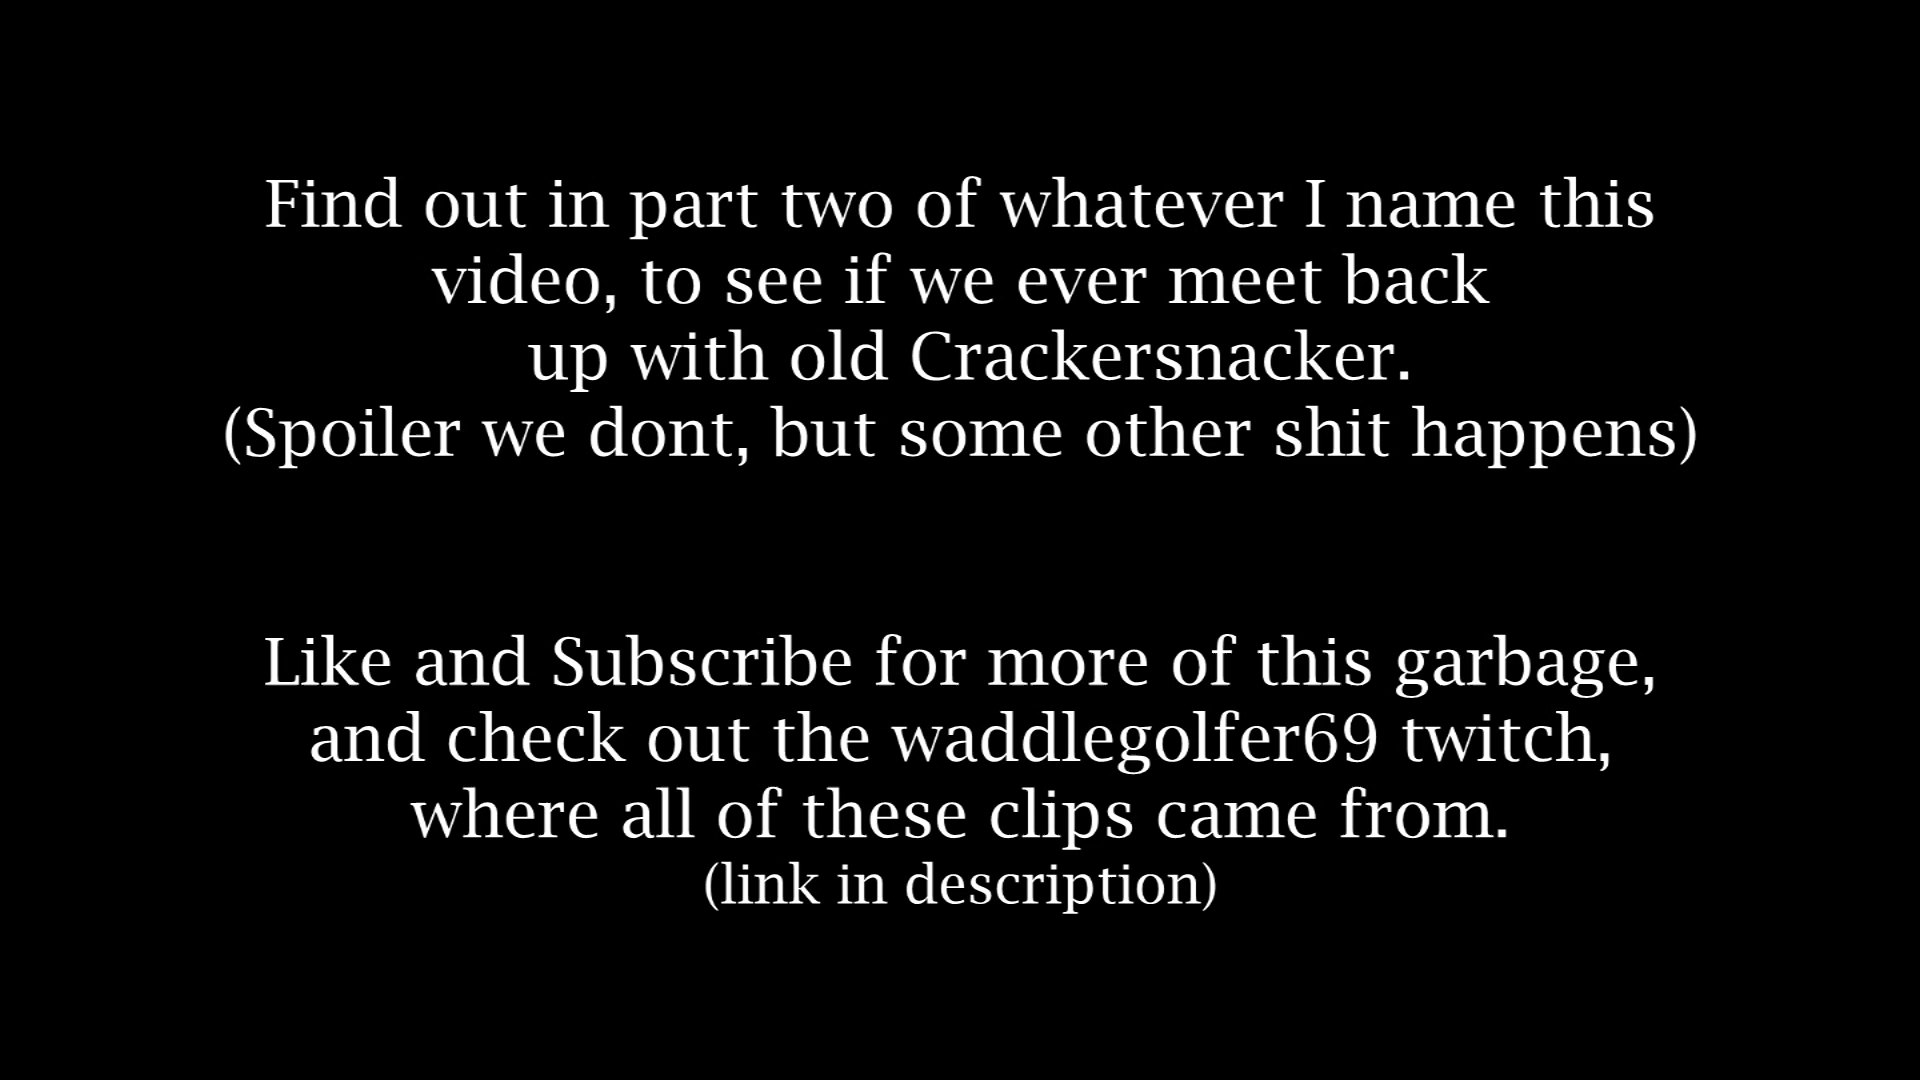 Find out in part two of whatever I name this
video, to see if we ever meet back
up with old Crackersnacker.
(Spoiler we dont, but some other shit happens)
Like and Subscribe for more of this garbage,
and check out the waddlegolfer69 twitch,
where all of these clips came from.
(link in description)